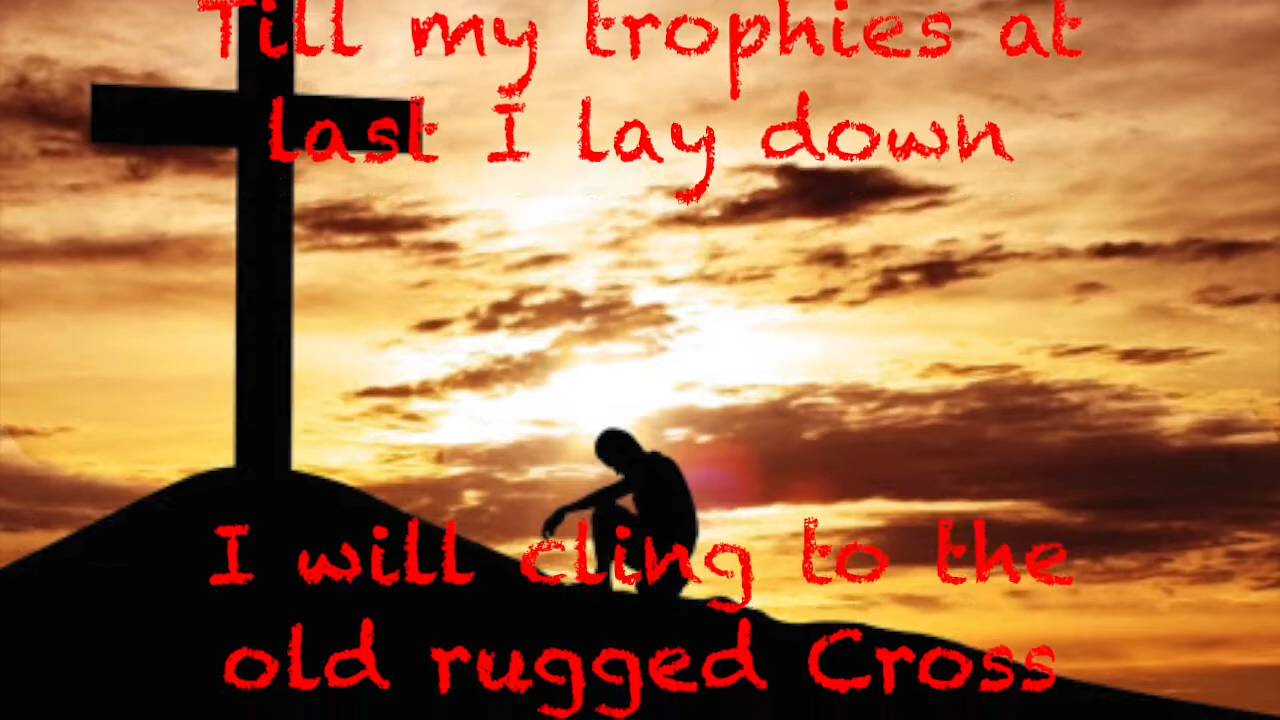 Till my trophies at
last I lay down
I will cling to the
old rugged Cross